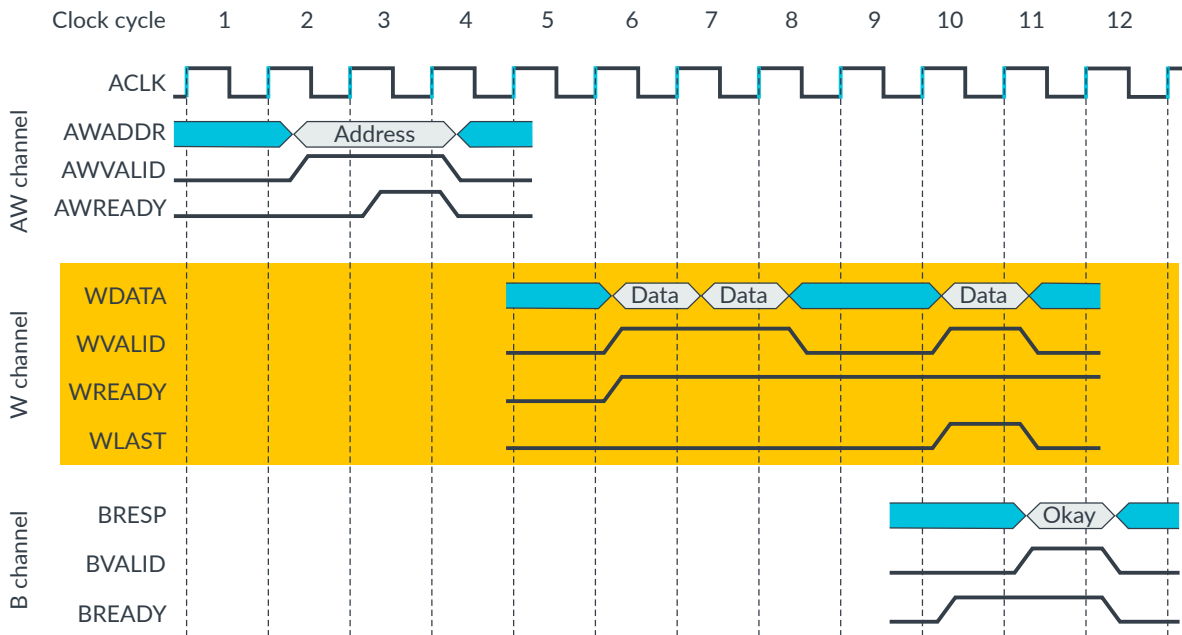 Clock cycle 1 2 3 4 5 6 7 8 9 10 11 12
ACLK
AW channel
AWADDR Address
AWVALID
AWREADY
W channel
WDATA Data Data Data
WVALID
WREADY
WLAST
B channel
BRESP Okay
BVALID
BREADY